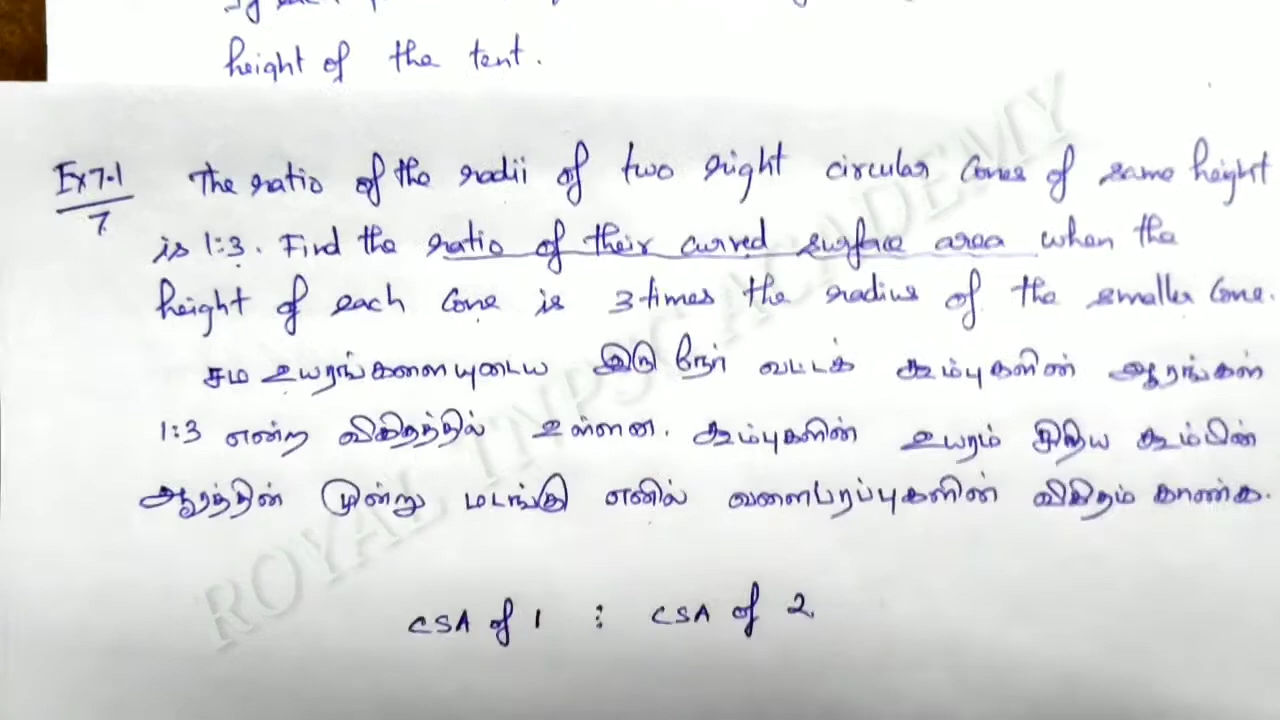 height of the tent.
Ex7.1
7
The ratio of the radii of two right circular Cones of same height
is 1:3. Find the ratio of their curved surface area when the
height of each Cone is 3 times the radius of the smaller Cone.
சம உயரங்களையுடைய இரு நேர் வட்டக் கூம்புகளின் ஆரங்கள்
1:3 என்ற விகிதத்தில் உள்ளன. கூம்புகளின் உயரம் சிறிய கூம்பின்
ஆரத்தின் மூன்று மடங்கு எனில் வளைபரப்புகளின் விகிதம் காண்க.
CSA of 1 : CSA of 2
ROYAL TNPSC ACADEMY